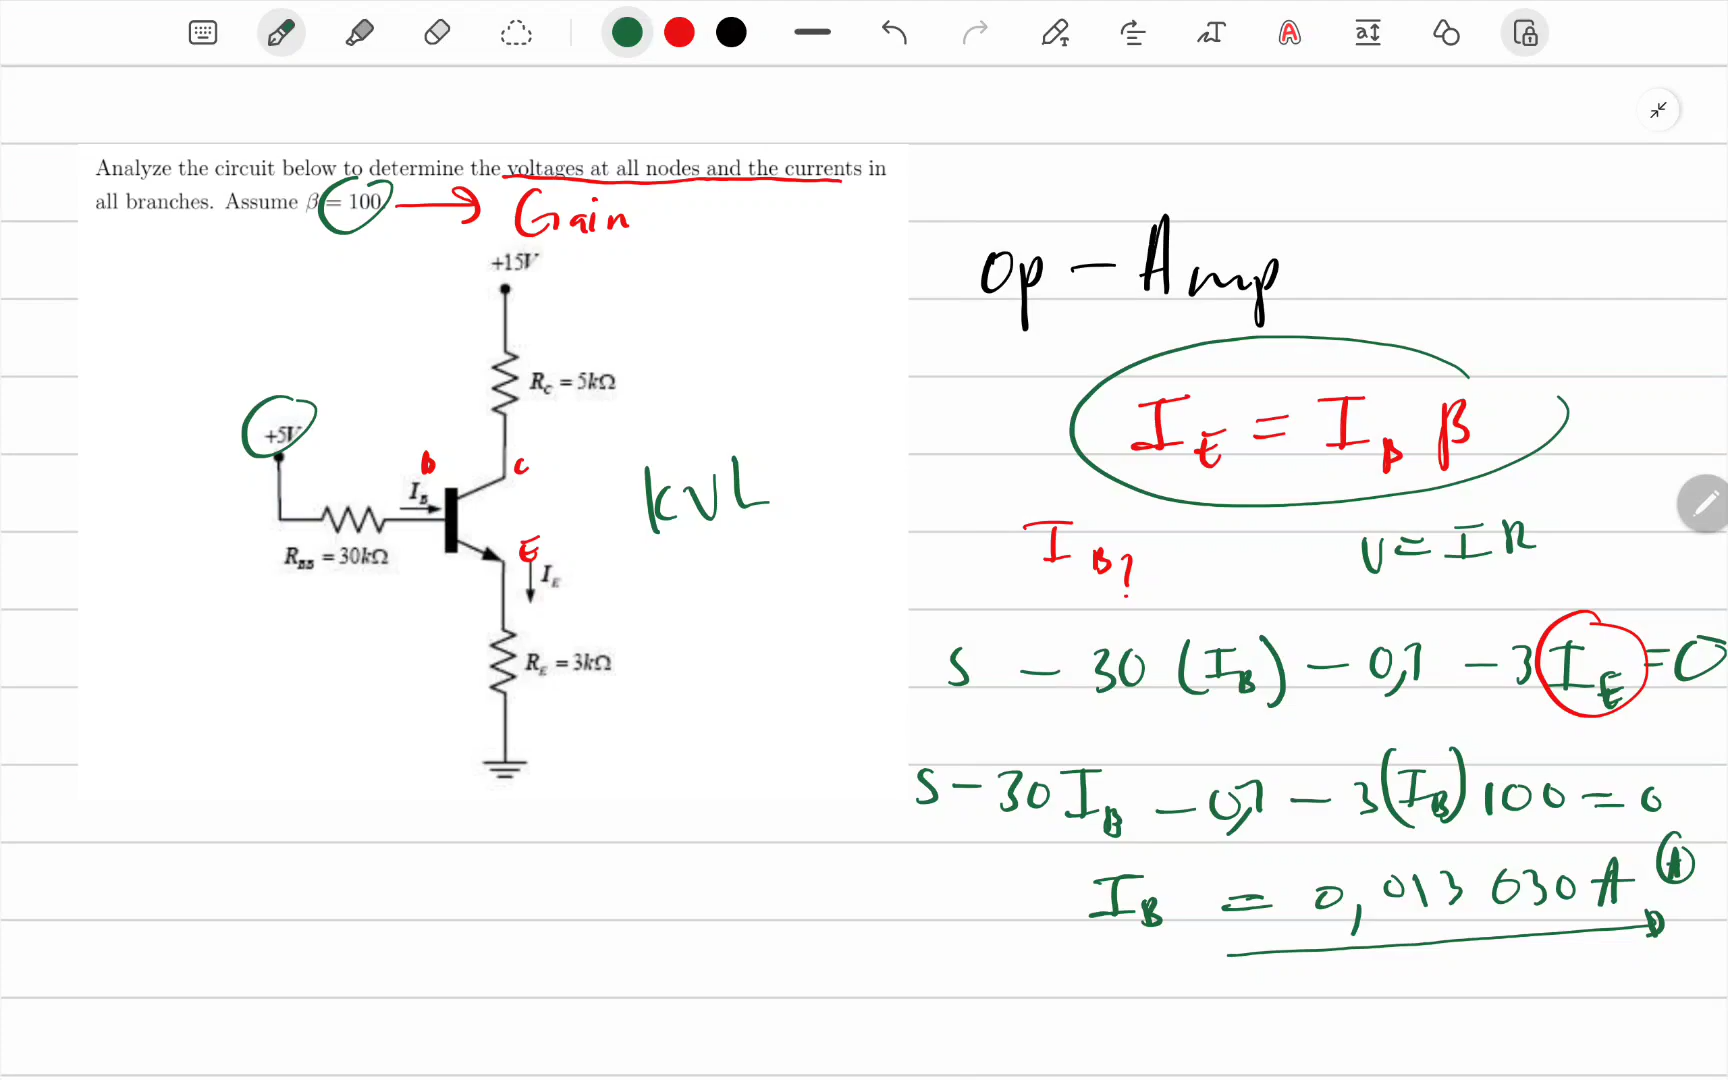 Analyze the circuit below to determine the voltages at all nodes and the currents in
all branches. Assume β = 100
Gain
+15V
R_C = 5kΩ
+5V
B
C
I_B
R_BB = 30kΩ
E
I_E
R_E = 3kΩ
KVL
Op - Amp
I_E = I_B β
I_B?
V = IR
5 - 30 (I_B) - 0,7 - 3 I_E = 0
5 - 30 I_B - 0,7 - 3 (I_B) 100 = 0
I_B = 0,013 030 A